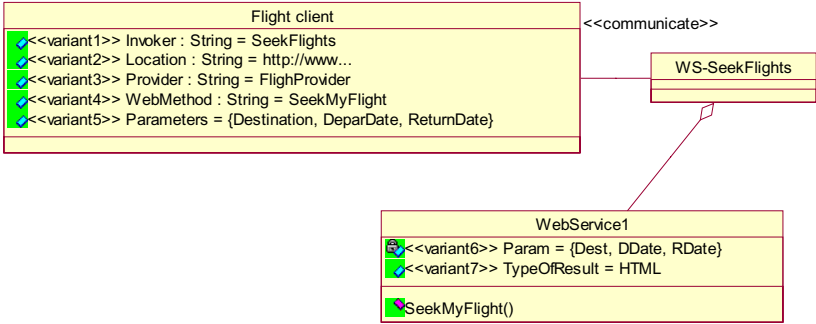 Flight client
<<communicate>>
<<variant1>> Invoker : String = SeekFlights
<<variant2>> Location : String = http://www...
<<variant3>> Provider : String = FlighProvider
<<variant4>> WebMethod : String = SeekMyFlight
<<variant5>> Parameters = {Destination, DeparDate, ReturnDate}
WS-SeekFlights
WebService1
<<variant6>> Param = {Dest, DDate, RDate}
<<variant7>> TypeOfResult = HTML
SeekMyFlight()